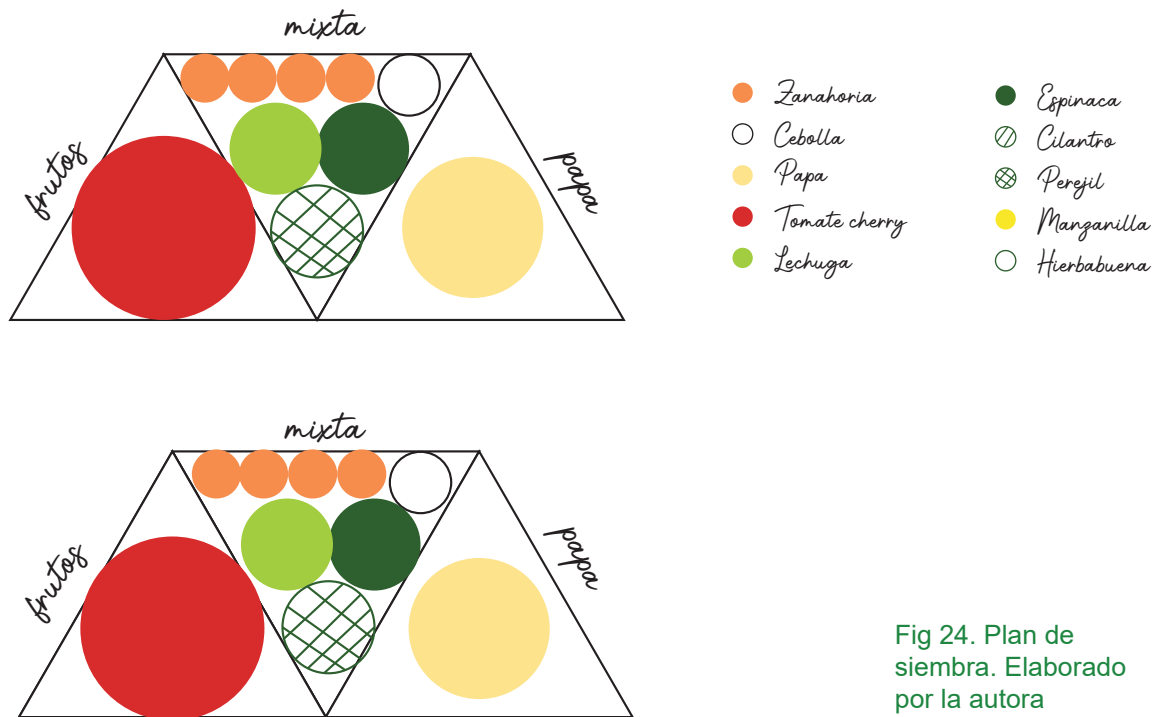 mixta
frutos
papa
Zanahoria
Cebolla
Papa
Tomate cherry
Lechuga
Espinaca
Cilantro
Perejil
Manzanilla
Hierbabuena
mixta
frutos
papa
Fig 24. Plan de
siembra. Elaborado
por la autora